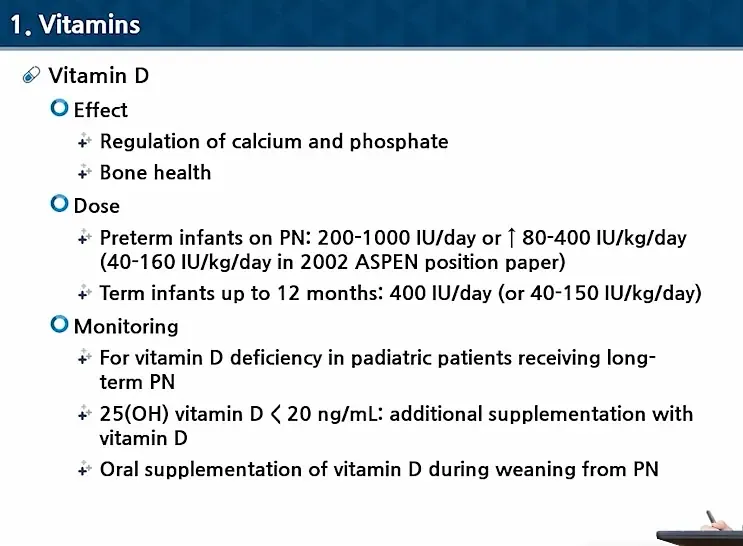 1. Vitamins
Vitamin D
Effect
Regulation of calcium and phosphate
Bone health
Dose
Preterm infants on PN: 200-1000 IU/day or ↑ 80-400 IU/kg/day
(40-160 IU/kg/day in 2002 ASPEN position paper)
Term infants up to 12 months: 400 IU/day (or 40-150 IU/kg/day)
Monitoring
For vitamin D deficiency in padiatric patients receiving long-
term PN
25(OH) vitamin D < 20 ng/mL: additional supplementation with
vitamin D
Oral supplementation of vitamin D during weaning from PN